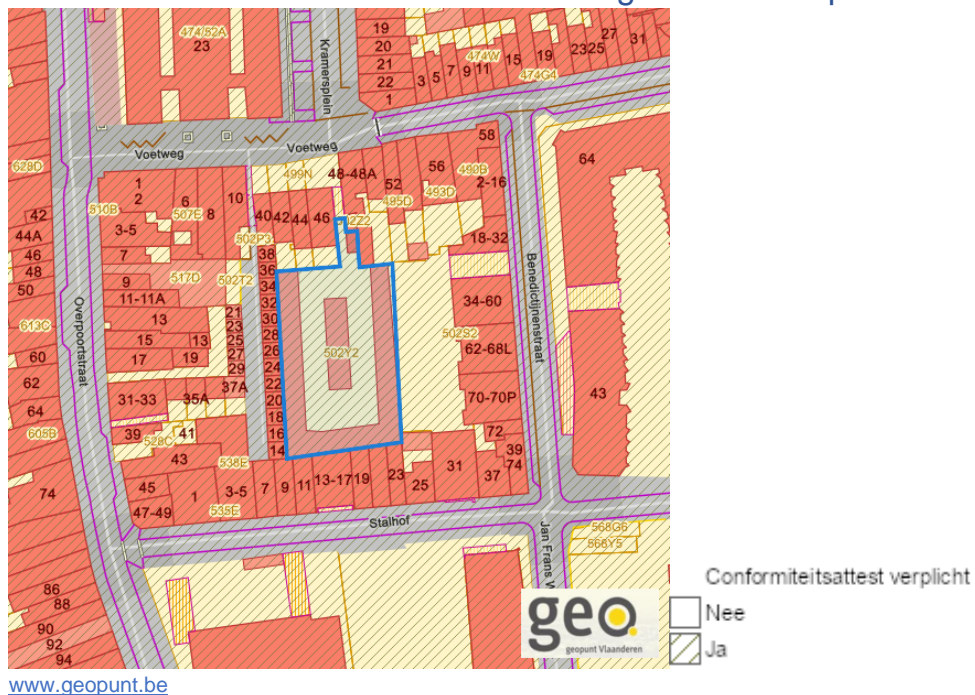 474/52A
23
Kramersplein
19
20
21
22
1
3 5 7 9 11 15 19 23 25 27 31
474W
474G4
Voetweg
Voetweg
628D
510B
1
2
3-5
7
6
507E
8
10
499N
48-48A
52
495D
56
493D
58
490B
2-16
18-32
64
40 42 44 46
502P3
502Z2
42
44A
46
48
50
9
11-11A
517D
502T2
38
36
34
32
30
28
26
24
22
20
18
16
14
13
15
13
17
19
21
23
25
27
29
37A
502Y2
502S2
34-60
62-68L
70-70P
72
39
74
Benedictijnenstraat
43
Overpoortstraat
613C
60
62
64
605B
31-33
35A
39
41
528C
43
538E
45
47-49
1
3-5
535E
7 9 11 13-17 19 23 25 31 37
74
Stalhof
Jan Frans W
568G6
568Y5
86
88
90
92
94
geo
geopunt Vlaanderen
Conformiteitsattest verplicht
Nee
Ja
www.geopunt.be